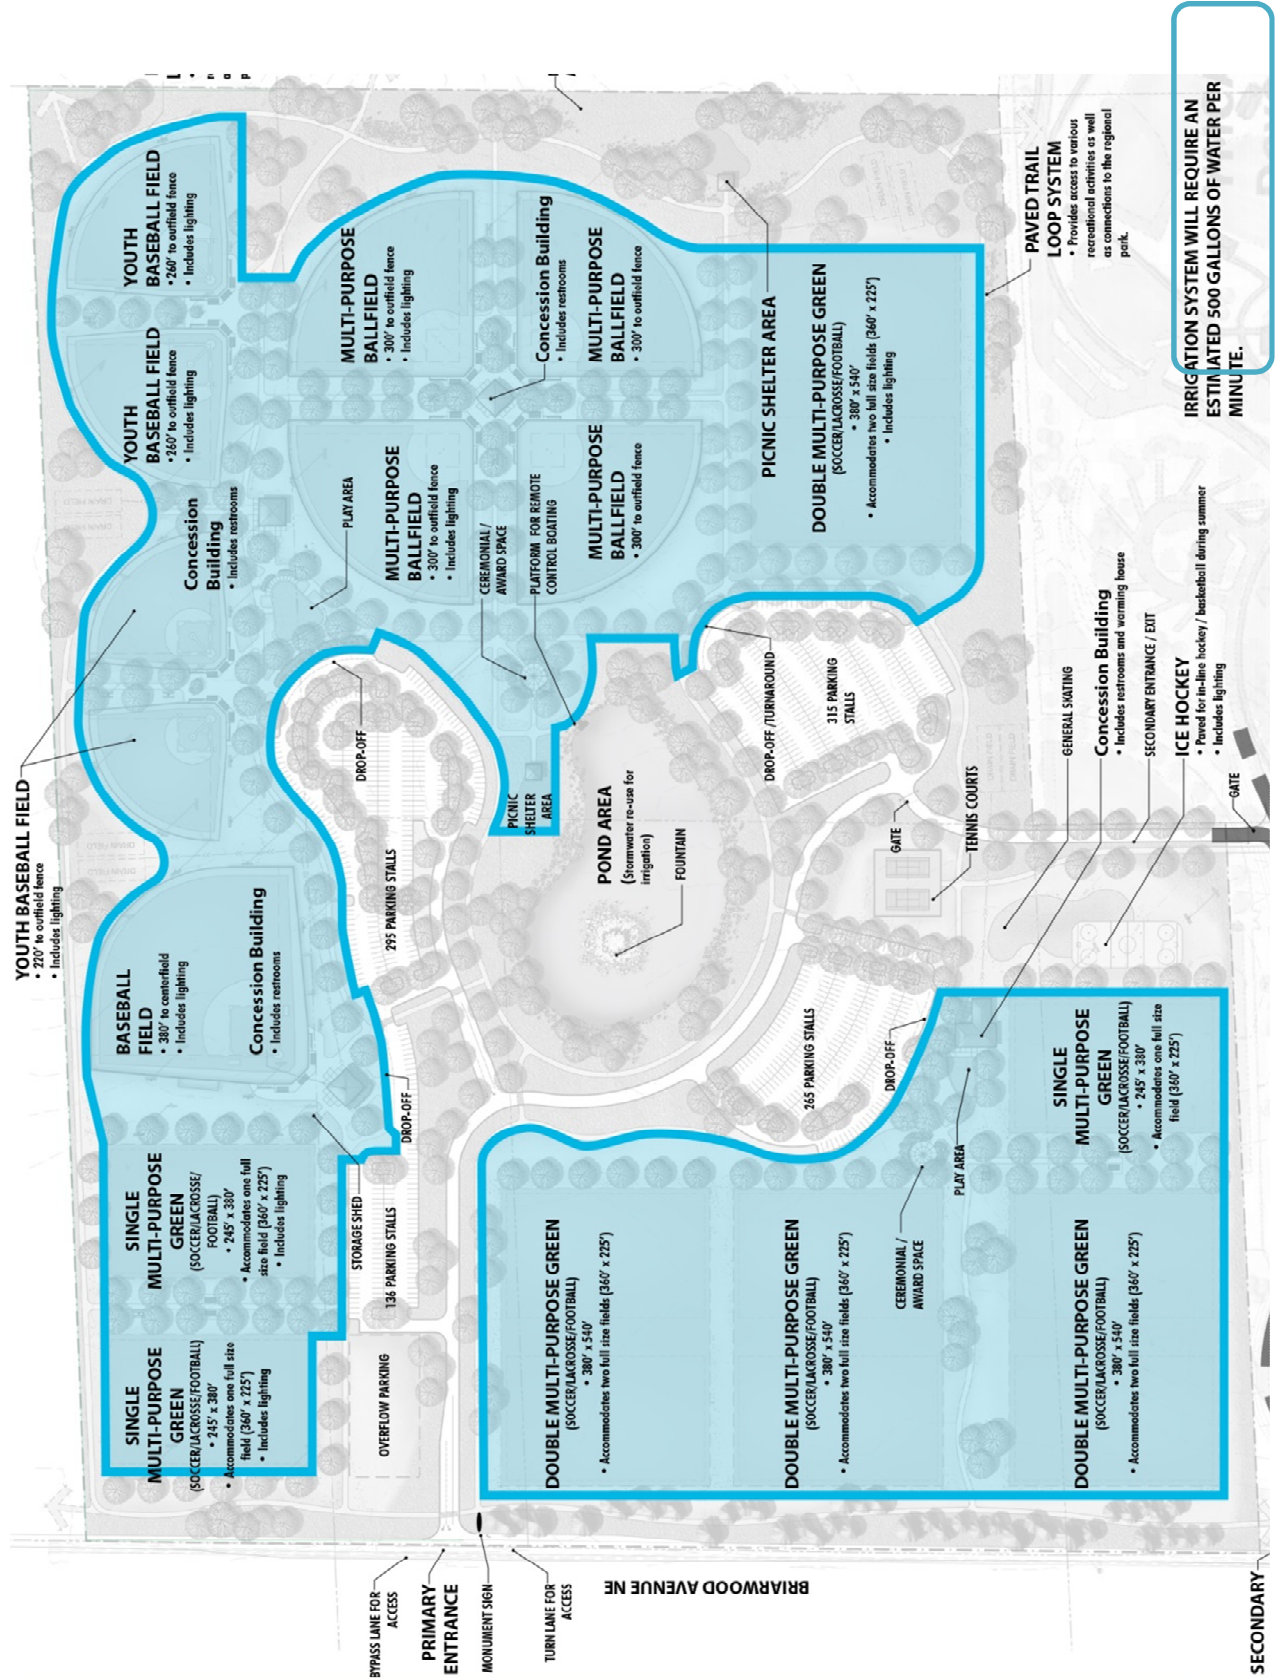 YOUTH BASEBALL FIELD
• 220' to outfield fence
• Includes lighting
SINGLE
MULTI-PURPOSE
GREEN
(SOCCER/LACROSSE/FOOTBALL)
• 245' x 380'
• Accommodates one full size
field (360' x 225')
• Includes lighting
SINGLE
MULTI-PURPOSE
GREEN
(SOCCER/LACROSSE/
FOOTBALL)
• 245' x 380'
• Accommodates one full
size field (360' x 225')
• Includes lighting
BASEBALL
FIELD
• 380' to centerfield
• Includes lighting
Concession Building
• Includes restrooms
Concession
Building
• Includes restrooms
YOUTH
BASEBALL FIELD
•260' to outfield fence
• Includes lighting
YOUTH
BASEBALL FIELD
•260' to outfield fence
• Includes lighting
STORAGE SHED
DROP-OFF
DROP-OFF
PLAY AREA
OVERFLOW PARKING
136 PARKING STALLS
295 PARKING STALLS
MULTI-PURPOSE
BALLFIELD
• 300' to outfield fence
• Includes lighting
MULTI-PURPOSE
BALLFIELD
• 300' to outfield fence
• Includes lighting
BYPASS LANE FOR
ACCESS
PRIMARY
ENTRANCE
MONUMENT SIGN
TURN LANE FOR
ACCESS
BRIARWOOD AVENUE NE
CEREMONIAL /
AWARD SPACE
PLATFORM FOR REMOTE
CONTROL BOATING
Concession Building
• Includes restrooms
PICNIC
SHELTER
AREA
MULTI-PURPOSE
BALLFIELD
• 300' to outfield fence
MULTI-PURPOSE
BALLFIELD
• 300' to outfield fence
POND AREA
(Stormwater re-use for
irrigation)
FOUNTAIN
DOUBLE MULTI-PURPOSE GREEN
(SOCCER/LACROSSE/FOOTBALL)
• 380' x 540'
• Accommodates two full size fields (360' x 225')
DROP-OFF /TURNAROUND
PICNIC SHELTER AREA
DOUBLE MULTI-PURPOSE GREEN
(SOCCER/LACROSSE/FOOTBALL)
• 380' x 540'
• Accommodates two full size fields (360' x 225')
265 PARKING STALLS
315 PARKING
STALLS
DOUBLE MULTI-PURPOSE GREEN
(SOCCER/LACROSSE/FOOTBALL)
• 380' x 540'
• Accommodates two full size fields (360' x 225')
• Includes lighting
CEREMONIAL /
AWARD SPACE
DROP-OFF
GATE
PLAY AREA
TENNIS COURTS
DRAIN FIELD
DRAIN FIELD
PAVED TRAIL
LOOP SYSTEM
• Provides access to various
recreational activities as well
as connections to the regional
park.
SINGLE
MULTI-PURPOSE
GREEN
(SOCCER/LACROSSE/FOOTBALL)
• 245' x 380'
• Accommodates one full size
field (360' x 225')
GENERAL SKATING
Concession Building
• Includes restrooms and warming house
SECONDARY ENTRANCE / EXIT
ICE HOCKEY
• Paved for in-line hockey / basketball during summer
• Includes lighting
DOUBLE MULTI-PURPOSE GREEN
(SOCCER/LACROSSE/FOOTBALL)
• 380' x 540'
• Accommodates two full size fields (360' x 225')
GATE
IRRIGATION SYSTEM WILL REQUIRE AN
ESTIMATED 500 GALLONS OF WATER PER
MINUTE.
SECONDARY